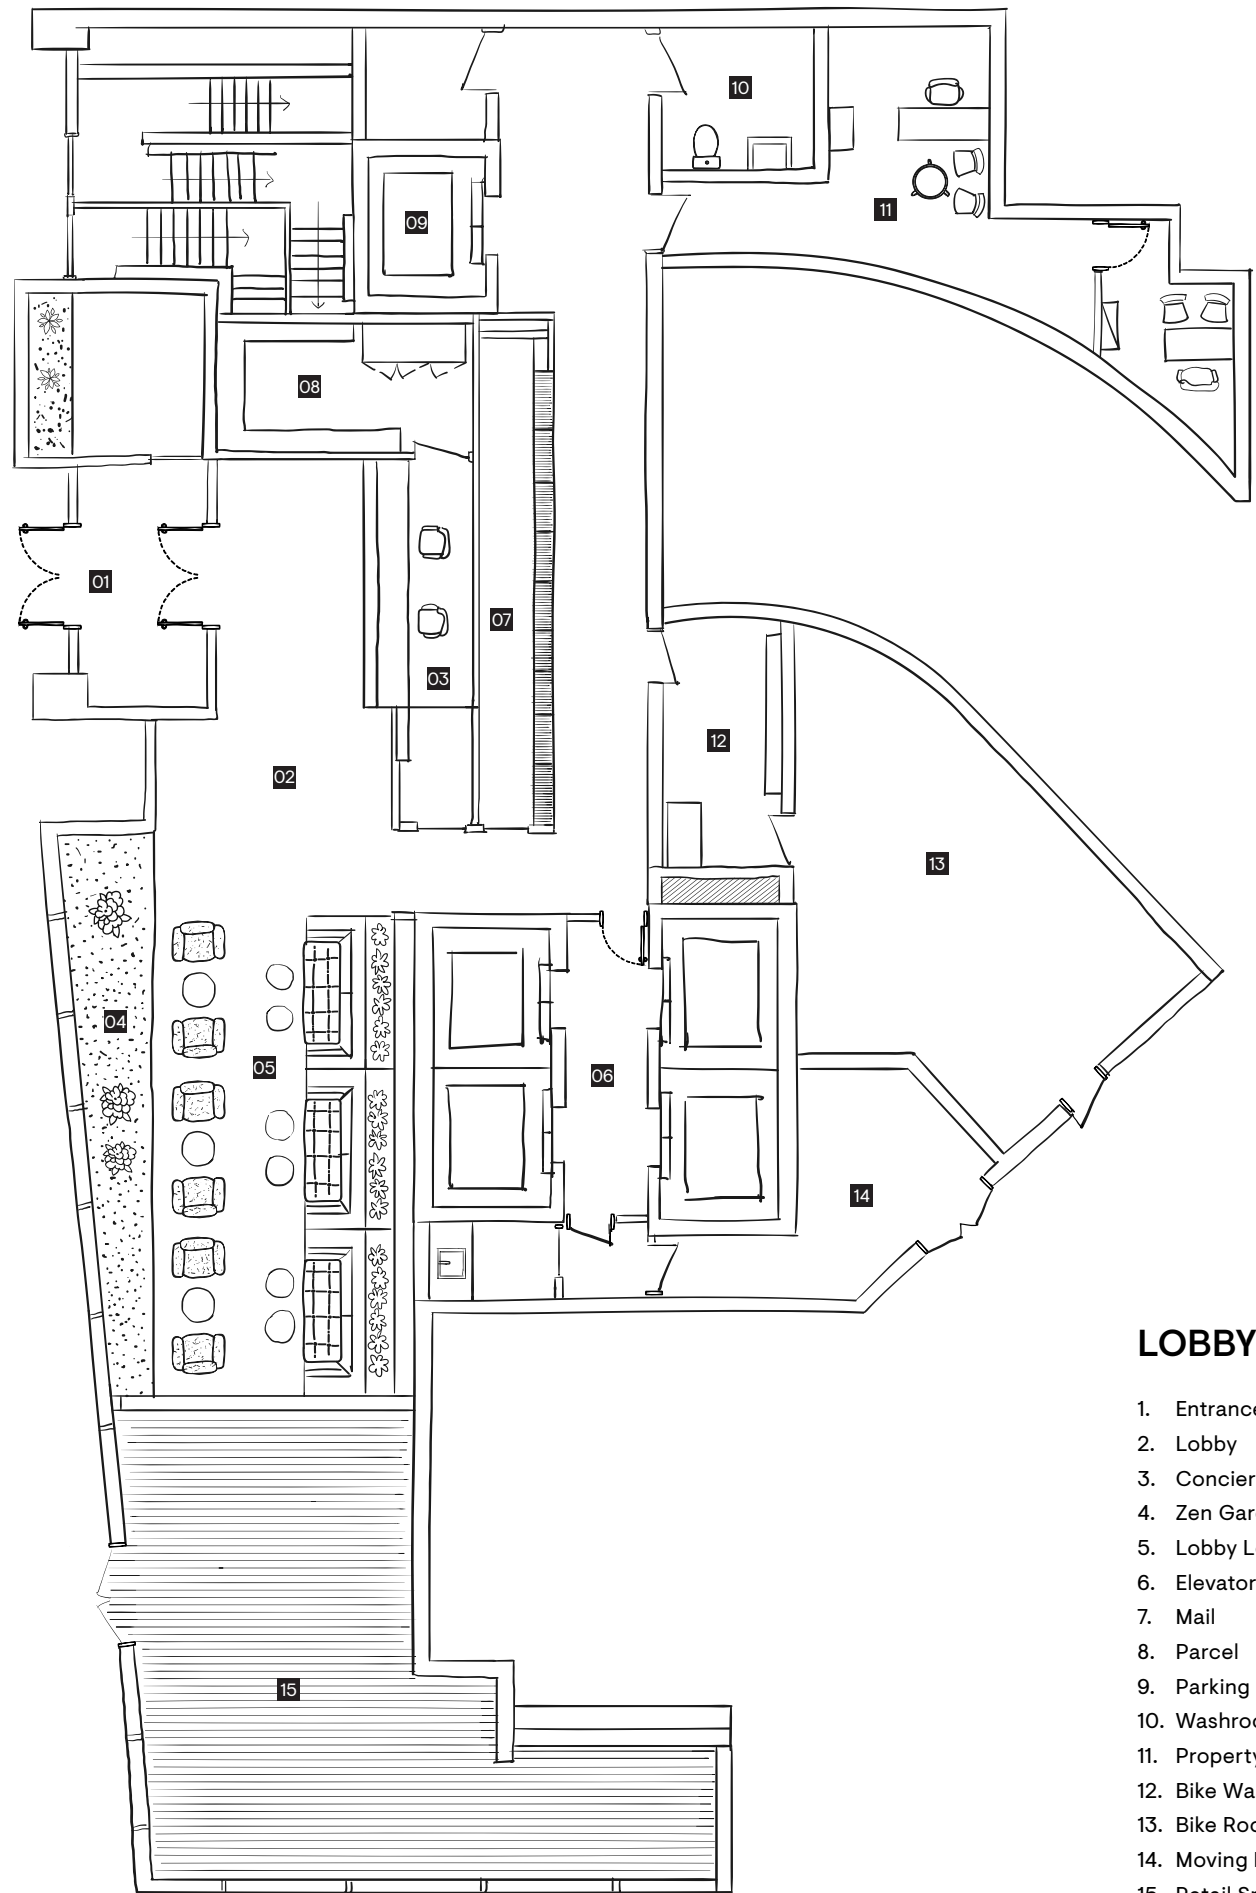 10
09
11
08
01
07
03
12
02
13
04
05
06
14
15
LOBBY
1. Entrance
2. Lobby
3. Concier
4. Zen Gar
5. Lobby L
6. Elevator
7. Mail
8. Parcel
9. Parking
10. Washroo
11. Property
12. Bike Wa
13. Bike Roo
14. Moving
15. Retail S